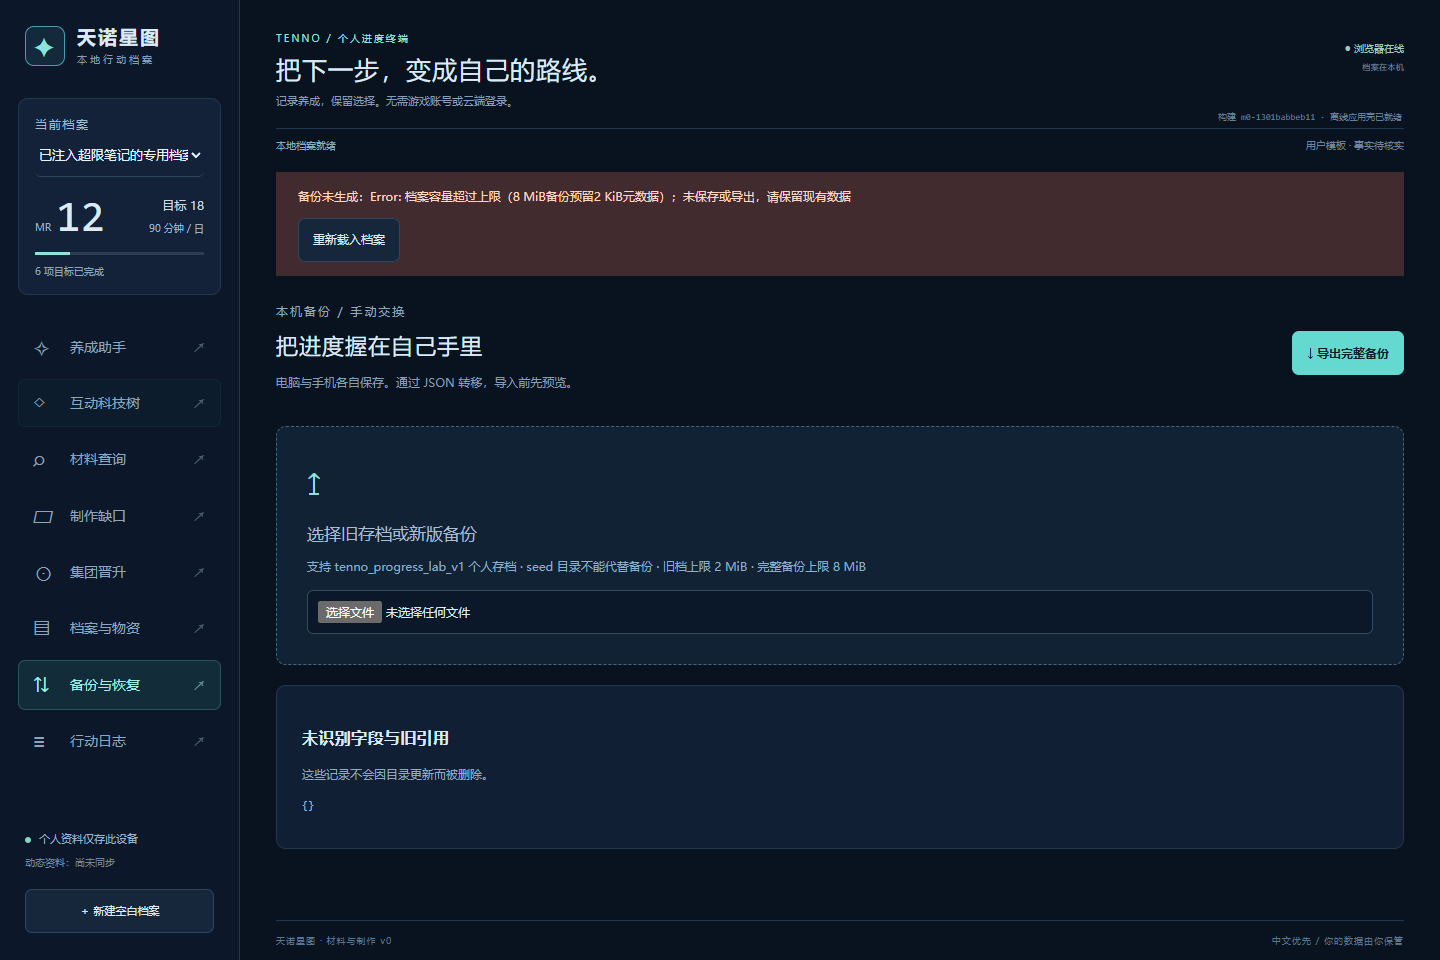 天诺星图
本地行动档案
当前档案
已注入超限笔记的专用档案
MR 12
目标 18
90 分钟 / 日
6 项目标已完成
养成助手
互动科技树
材料查询
制作缺口
集团晋升
档案与物资
备份与恢复
行动日志
个人资料仅存此设备
动态资料：尚未同步
+ 新建空白档案
TENNO / 个人进度终端
把下一步，变成自己的路线。
记录养成，保留选择。无需游戏账号或云端登录。
浏览器在线
档案在本机
构建 m0-1301babbeb11 · 离线应用壳已就绪
本地档案就绪
用户模板 · 事实待核实
备份未生成：Error: 档案容量超过上限（8 MiB备份预留2 KiB元数据）；未保存或导出，请保留现有数据
重新载入档案
本机备份 / 手动交换
把进度握在自己手里
电脑与手机各自保存。通过 JSON 转移，导入前先预览。
↓ 导出完整备份
选择旧存档或新版备份
支持 tenno_progress_lab_v1 个人存档 · seed 目录不能代替备份 · 旧档上限 2 MiB · 完整备份上限 8 MiB
选择文件 未选择任何文件
未识别字段与旧引用
这些记录不会因目录更新而被删除。
{}
天诺星图 · 材料与制作 v0
中文优先 / 你的数据由你保管